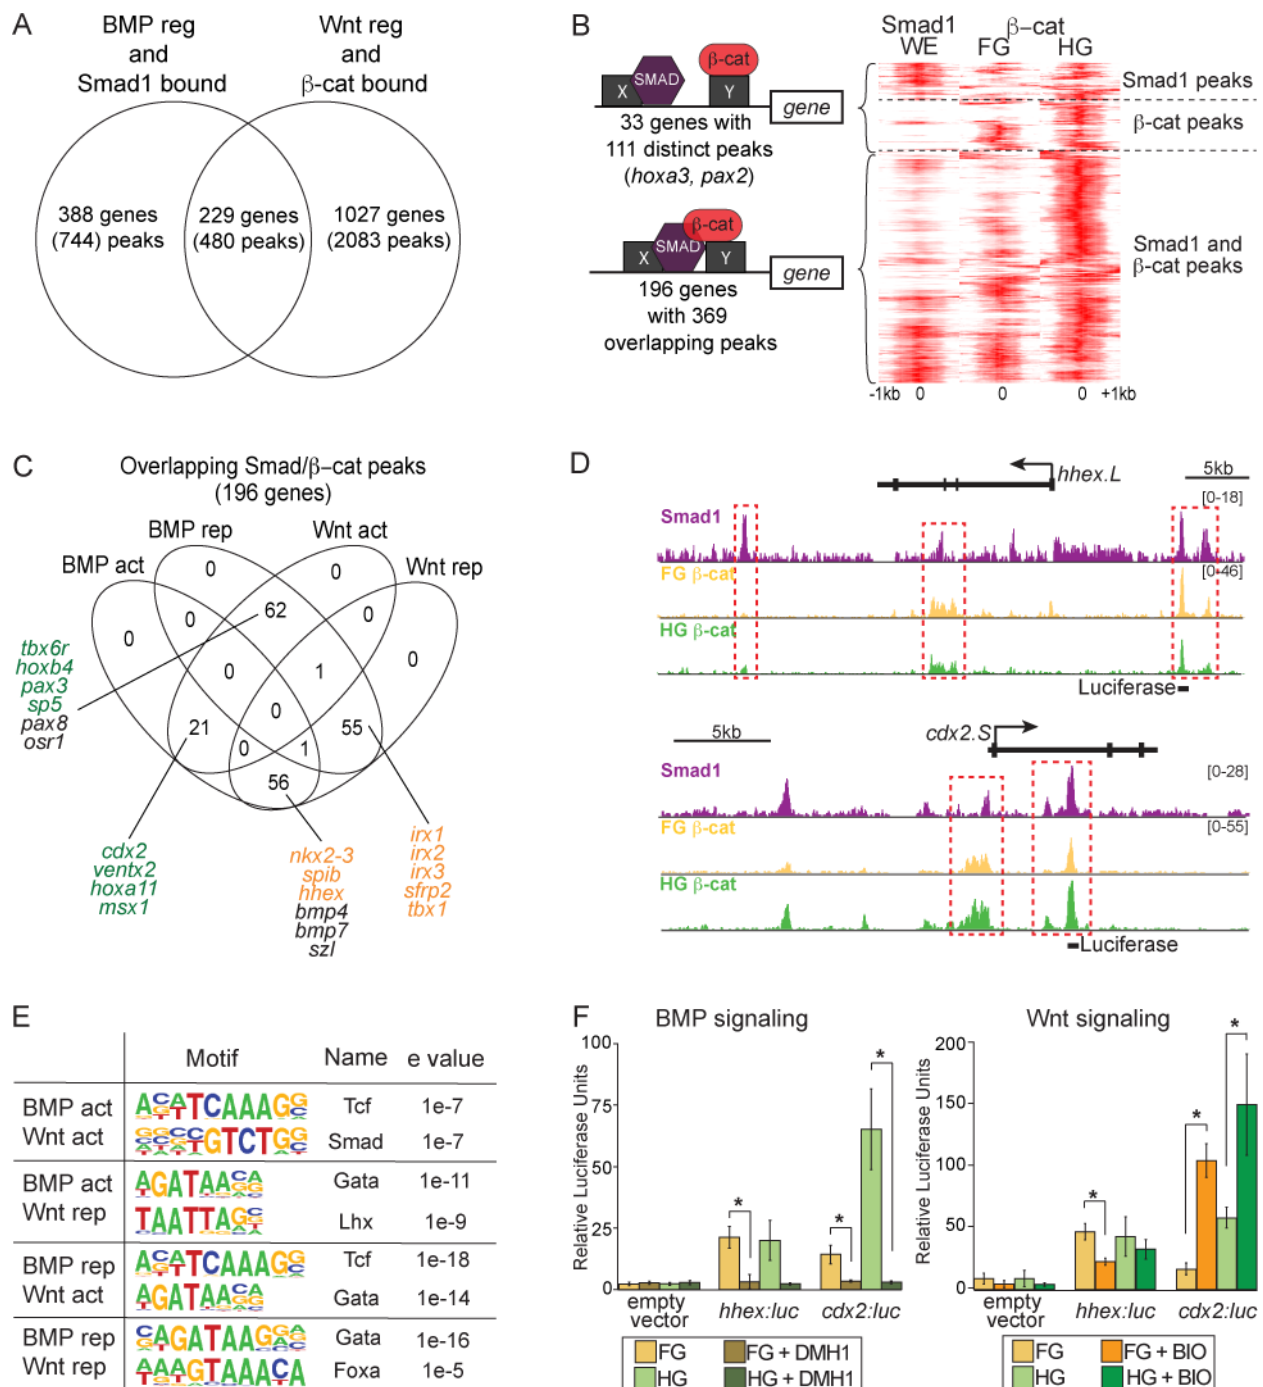 A
BMP reg
and
Smad1 bound
Wnt reg
and
β-cat bound
388 genes
(744) peaks
229 genes
(480 peaks)
1027 genes
(2083 peaks)
B
X
SMAD
β-cat
Y
gene
33 genes with
111 distinct peaks
(hoxa3, pax2)
X
SMAD
β-cat
Y
gene
196 genes
with 369
overlapping peaks
Smad1
WE
β–cat
FG
HG
Smad1 peaks
β-cat peaks
Smad1 and
β-cat peaks
-1kb
0
0
0
+1kb
C
Overlapping Smad/β–cat peaks
(196 genes)
BMP act
BMP rep
Wnt act
Wnt rep
0
0
0
0
0
62
0
0
1
0
21
55
0
1
56
tbx6r
hoxb4
pax3
sp5
pax8
osr1
cdx2
ventx2
hoxa11
msx1
nkx2-3
spib
hhex
bmp4
bmp7
szl
irx1
irx2
irx3
sfrp2
tbx1
D
hhex.L
5kb
[0-18]
Smad1
FG β-cat
[0-46]
HG β-cat
Luciferase
5kb
cdx2.S
Smad1
[0-28]
FG β-cat
[0-55]
HG β-cat
Luciferase
E
Motif
Name
e value
BMP act
Wnt act
Tcf
1e-7
Smad
1e-7
BMP act
Wnt rep
Gata
1e-11
Lhx
1e-9
BMP rep
Wnt act
Tcf
1e-18
Gata
1e-14
BMP rep
Wnt rep
Gata
1e-16
Foxa
1e-5
F
BMP signaling
Relative Luciferase Units
100
75
50
25
0
*
*
*
empty
vector
hhex:luc
cdx2:luc
FG
FG + DMH1
HG
HG + DMH1
Wnt signaling
Relative Luciferase Units
200
150
100
50
0
*
*
*
empty
vector
hhex:luc
cdx2:luc
FG
FG + BIO
HG
HG + BIO